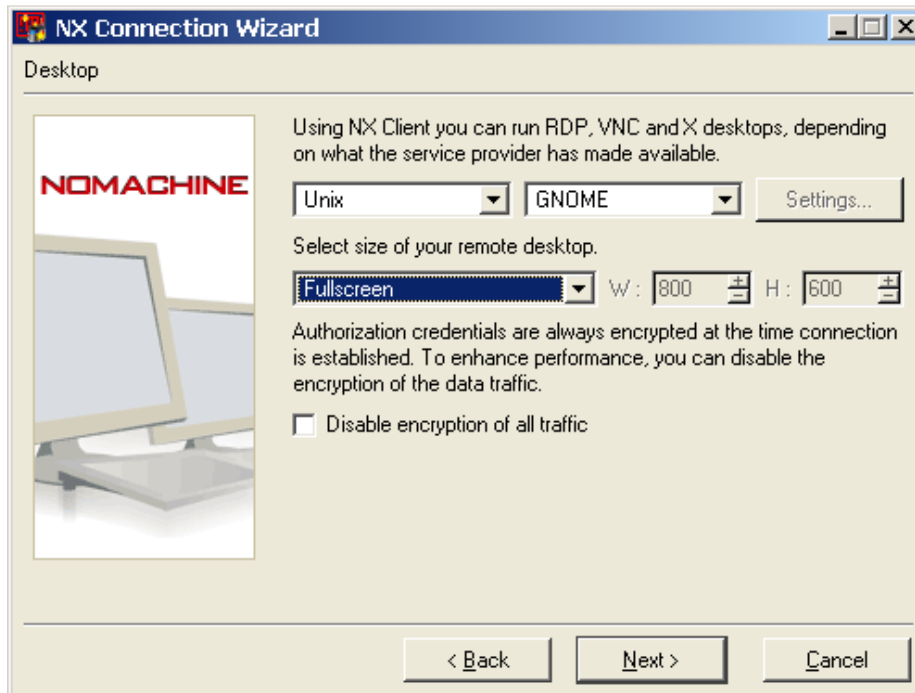 NX Connection Wizard
Desktop
NOMACHINE
Using NX Client you can run RDP, VNC and X desktops, depending
on what the service provider has made available.
Unix GNOME Settings...
Select size of your remote desktop.
Fullscreen W : 800 H : 600
Authorization credentials are always encrypted at the time connection
is established. To enhance performance, you can disable the
encryption of the data traffic.
Disable encryption of all traffic
< Back Next > Cancel